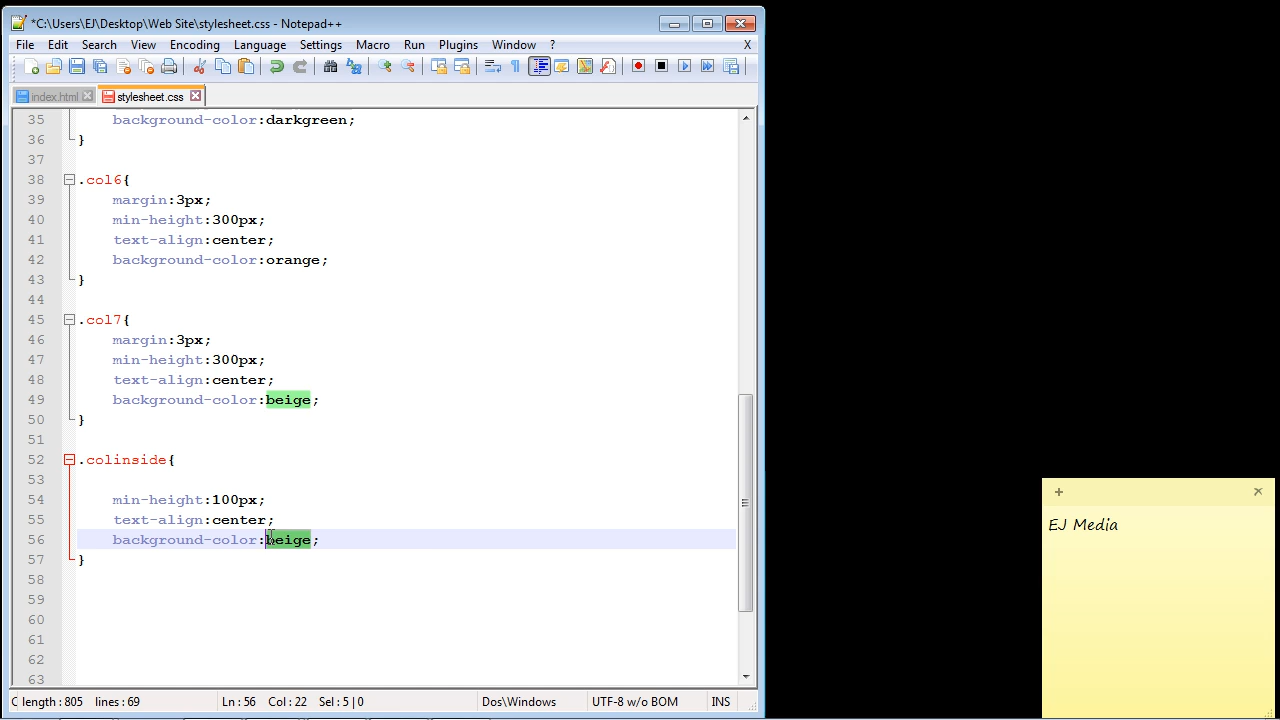 *C:\Users\EJ\Desktop\Web Site\stylesheet.css - Notepad++
File Edit Search View Encoding Language Settings Macro Run Plugins Window ? X
index.html stylesheet.css
35 background-color:darkgreen;
36 }
37
38 .col6{
39 margin:3px;
40 min-height:300px;
41 text-align:center;
42 background-color:orange;
43 }
44
45 .col7{
46 margin:3px;
47 min-height:300px;
48 text-align:center;
49 background-color:beige;
50 }
51
52 .colinside{
53
54 min-height:100px;
55 text-align:center;
56 background-color:beige;
57 }
58
59
60
61
62
63
EJ Media
C length : 805 lines : 69 Ln : 56 Col : 22 Sel : 5 | 0 Dos\Windows UTF-8 w/o BOM INS